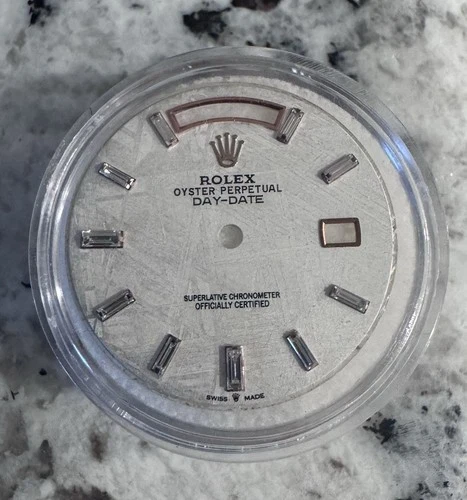 ROLEX
OYSTER PERPETUAL
DAY-DATE
SUPERLATIVE CHRONOMETER
OFFICIALLY CERTIFIED
SWISS MADE